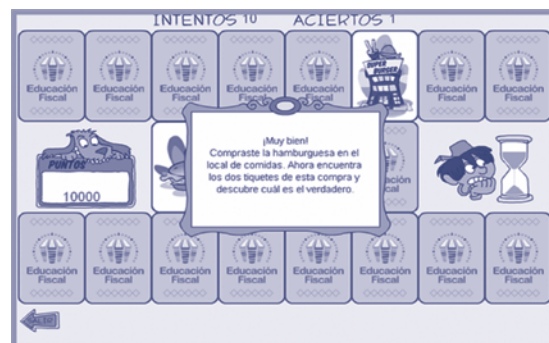 INTENTOS 10 ACIERTOS 1
Educación
Fiscal
Educación
Fiscal
Educación
Fiscal
Educación
Fiscal
SUPER
BURGER
Educación
Fiscal
Educación
Fiscal
PUNTOS
10000
¡Muy bien!
Compraste la hamburguesa en el
local de comidas. Ahora encuentra
los dos tiquetes de esta compra y
descubre cuál es el verdadero.
Educación
Fiscal
Educación
Fiscal
Educación
Fiscal
Educación
Fiscal
Educación
Fiscal
Educación
Fiscal
Educación
Fiscal
Educación
Fiscal